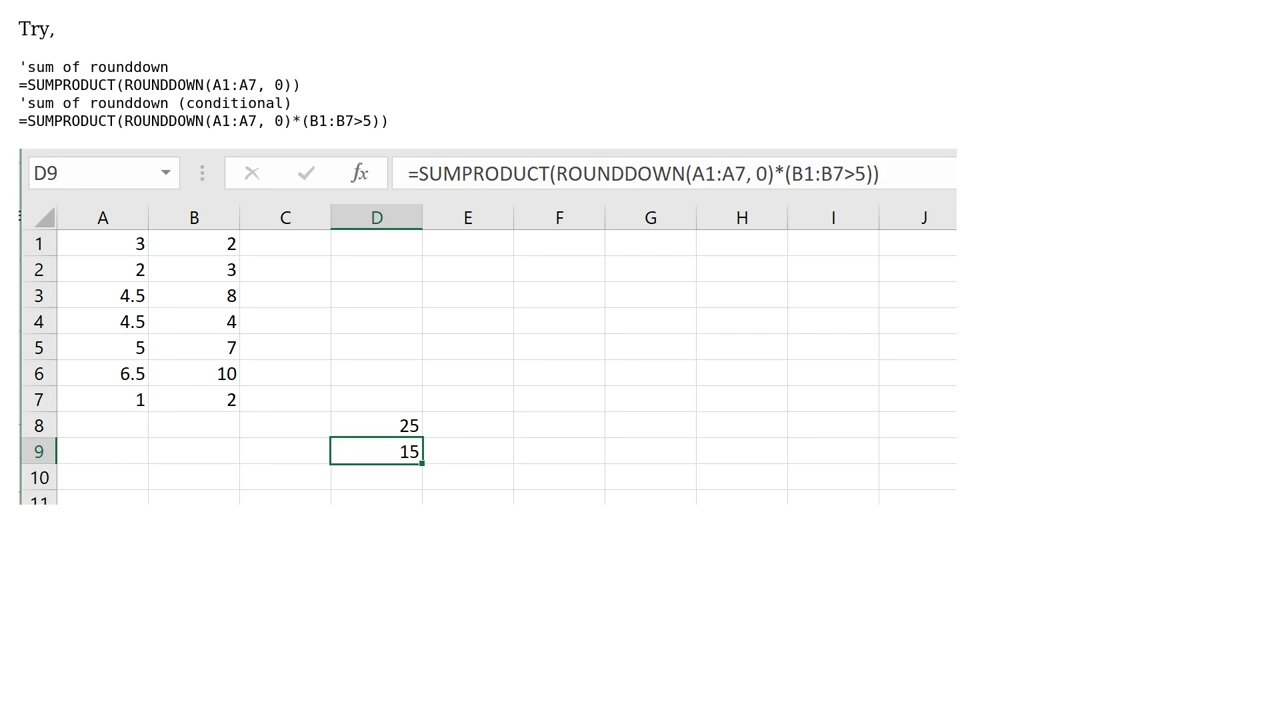 Try,
'sum of rounddown
=SUMPRODUCT(ROUNDDOWN(A1:A7, 0))
'sum of rounddown (conditional)
=SUMPRODUCT(ROUNDDOWN(A1:A7, 0)*(B1:B7>5))
D9 fx =SUMPRODUCT(ROUNDDOWN(A1:A7, 0)*(B1:B7>5))
A B C D E F G H I J
1 3 2
2 2 3
3 4.5 8
4 4.5 4
5 5 7
6 6.5 10
7 1 2
8 25
9 15
10
11